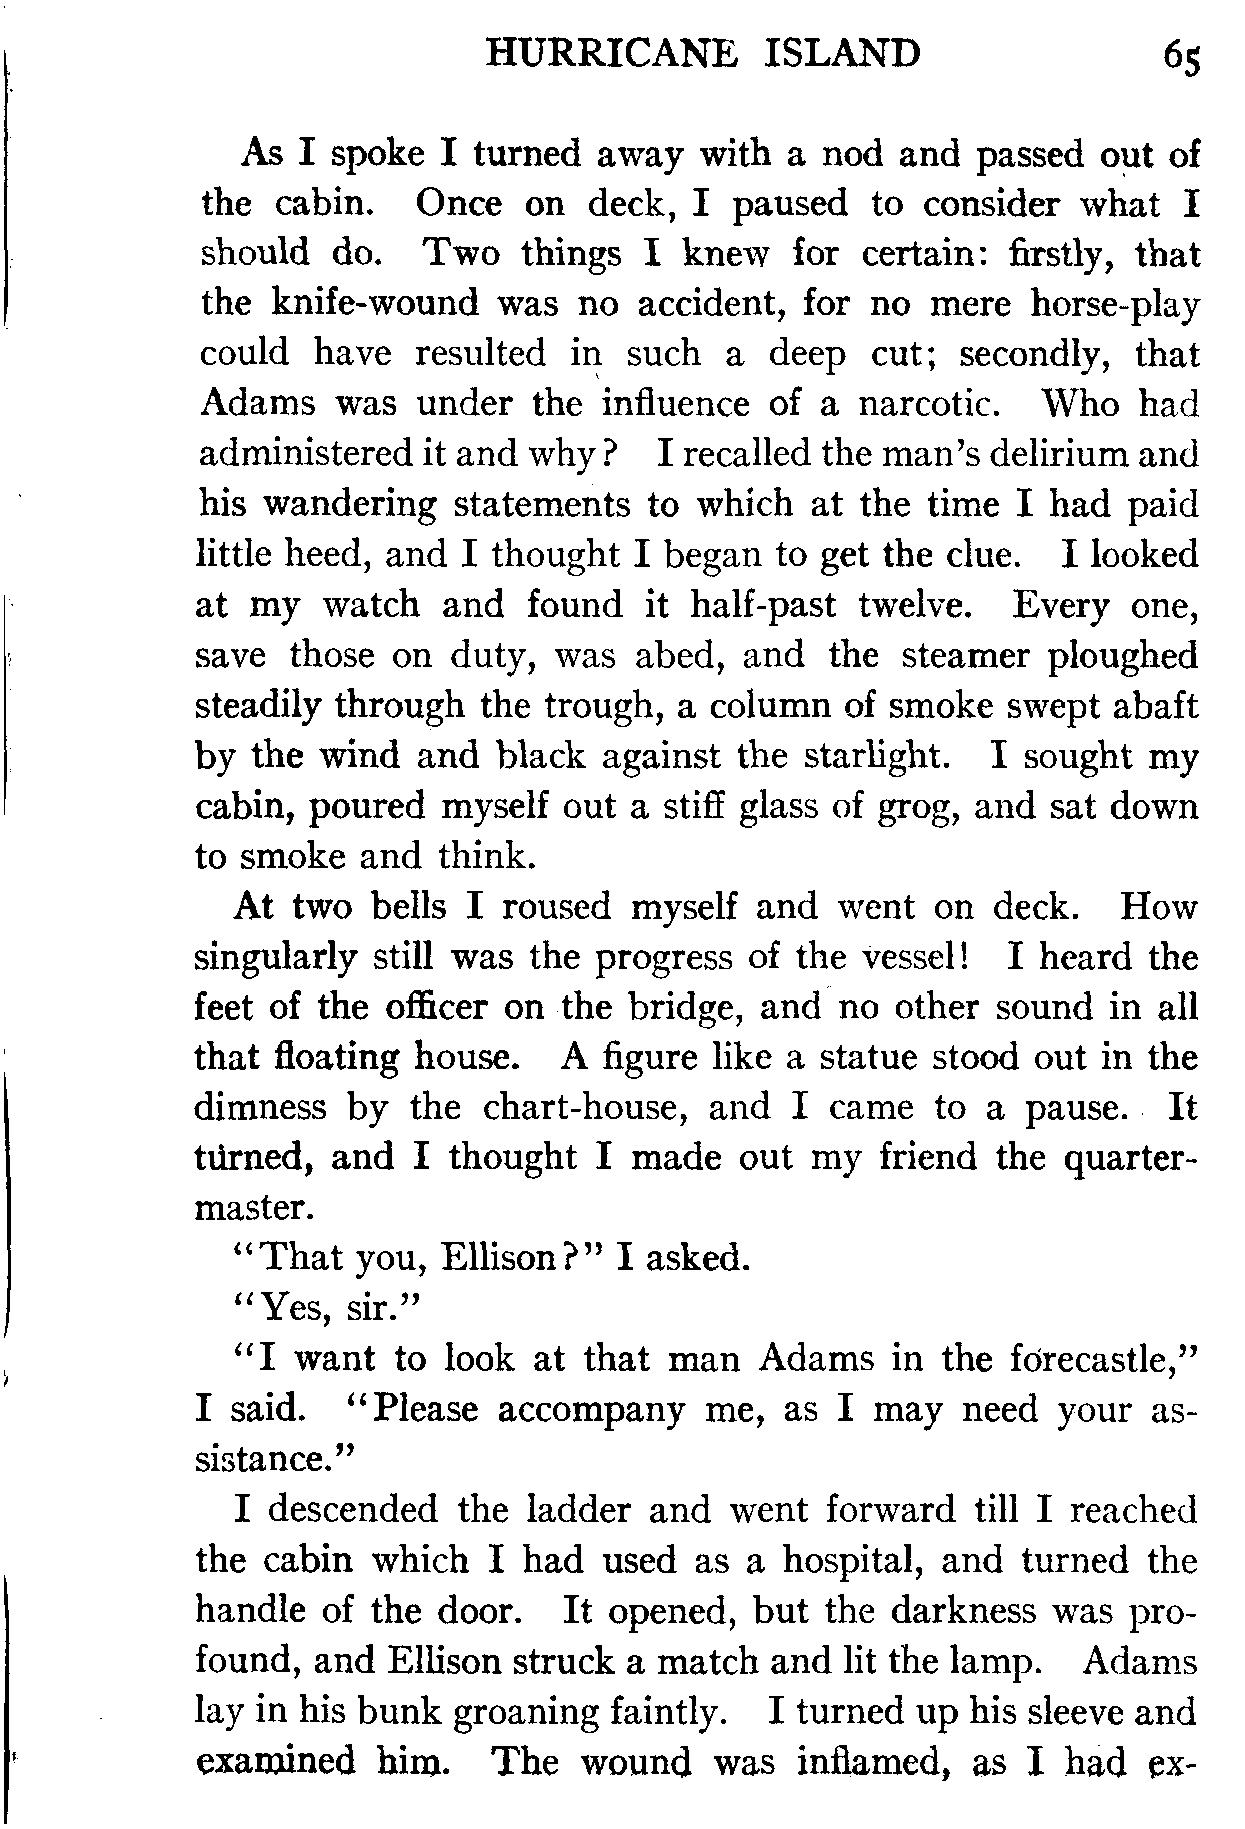 HURRICANE ISLAND 65
As I spoke I turned away with a nod and passed out of
the cabin. Once on deck, I paused to consider what I
should do. Two things I knew for certain: firstly, that
the knife-wound was no accident, for no mere horse-play
could have resulted in such a deep cut; secondly, that
Adams was under the influence of a narcotic. Who had
administered it and why? I recalled the man's delirium and
his wandering statements to which at the time I had paid
little heed, and I thought I began to get the clue. I looked
at my watch and found it half-past twelve. Every one,
save those on duty, was abed, and the steamer ploughed
steadily through the trough, a column of smoke swept abaft
by the wind and black against the starlight. I sought my
cabin, poured myself out a stiff glass of grog, and sat down
to smoke and think.
At two bells I roused myself and went on deck. How
singularly still was the progress of the vessel! I heard the
feet of the officer on the bridge, and no other sound in all
that floating house. A figure like a statue stood out in the
dimness by the chart-house, and I came to a pause. It
turned, and I thought I made out my friend the quarter-
master.
"That you, Ellison?" I asked.
"Yes, sir."
"I want to look at that man Adams in the forecastle,"
I said. "Please accompany me, as I may need your as-
sistance."
I descended the ladder and went forward till I reached
the cabin which I had used as a hospital, and turned the
handle of the door. It opened, but the darkness was pro-
found, and Ellison struck a match and lit the lamp. Adams
lay in his bunk groaning faintly. I turned up his sleeve and
examined him. The wound was inflamed, as I had ex-